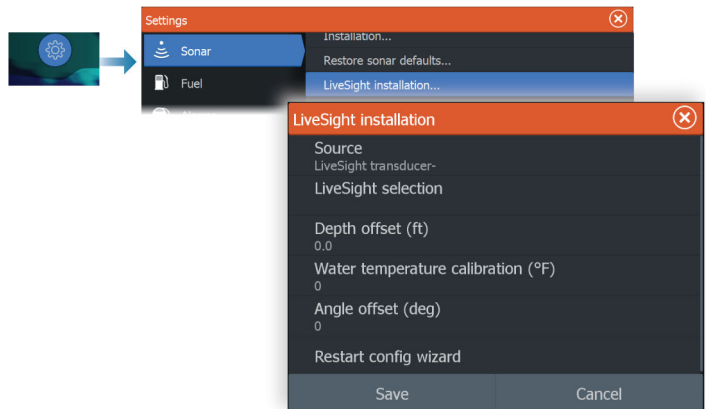 Settings
Sonar
Fuel
Installation...
Restore sonar defaults...
LiveSight installation...
LiveSight installation
Source
LiveSight transducer-
LiveSight selection
Depth offset (ft)
0.0
Water temperature calibration (°F)
0
Angle offset (deg)
0
Restart config wizard
Save Cancel